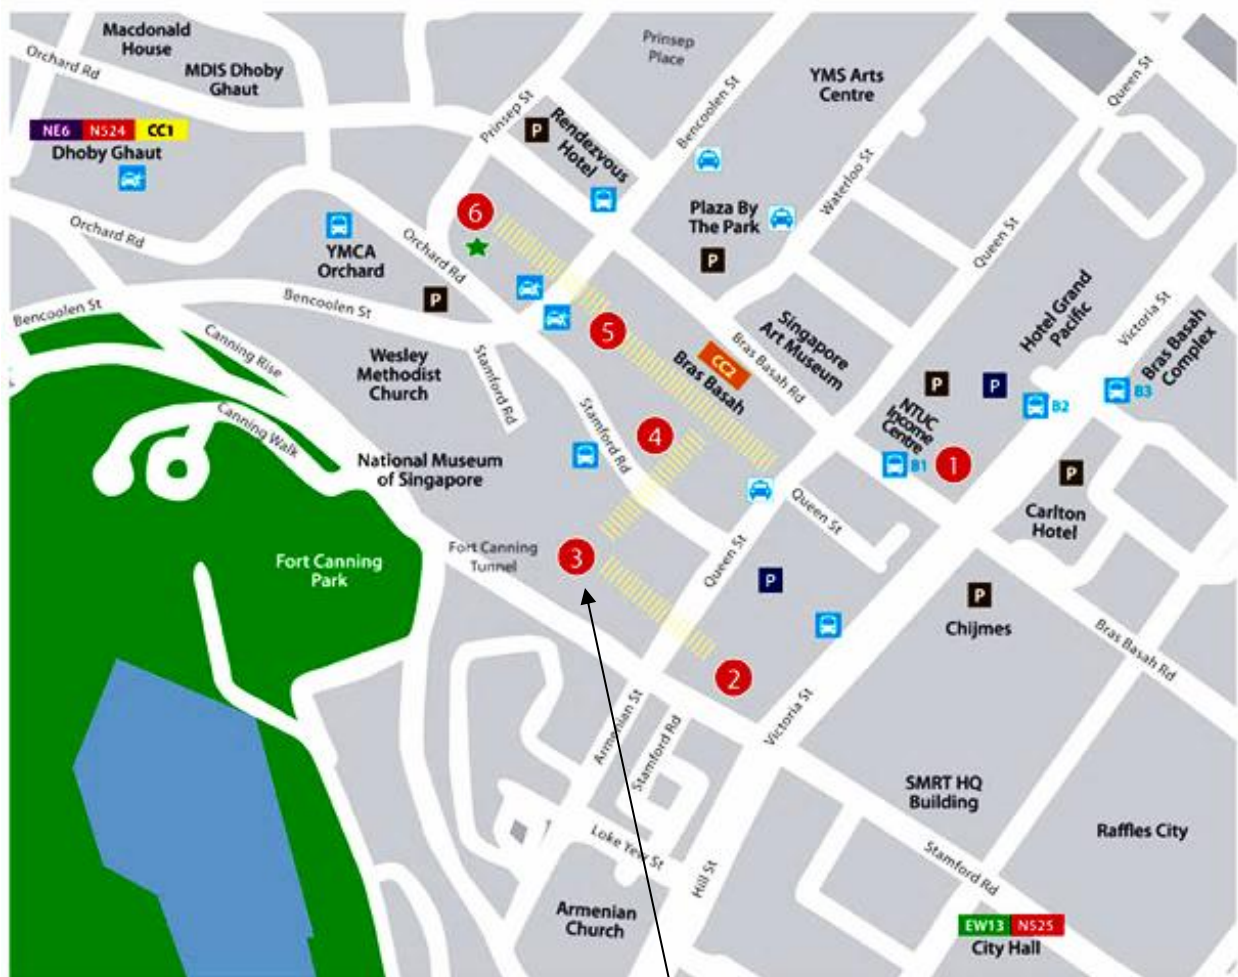 Macdonald
House
Orchard Rd
MDIS Dhoby
Ghaut
Prinsep
Place
YMS Arts
Centre
Queen St
NE6 NS24 CC1
Dhoby Ghaut
Prinsep St
P
Rendezvous
Hotel
Bencoolen St
Waterloo St
Orchard Rd
YMCA
Orchard
Orchard Rd
6
Plaza By
The Park
P
Queen St
Bencoolen St
Bencoolen St
P
Canning Rise
Wesley
Methodist
Church
Stamford Rd
5
CC2
Bras Basah
Bras Basah Rd
Singapore
Art Museum
Hotel Grand
Pacific
Victoria St
Bras Basah
Complex
P
P
B2
B3
Canning Walk
National Museum
of Singapore
Stamford Rd
4
NTUC
Income
Centre
B1
1
P
Carlton
Hotel
Queen St
Fort Canning
Park
Fort Canning
Tunnel
3
Queen St
P
P
Chijmes
Bras Basah Rd
2
Armenian St
Stamford Rd
Victoria St
SMRT HQ
Building
Raffles City
Loke Yew St
Hill St
Stamford Rd
Armenian
Church
EW13 NS25
City Hall